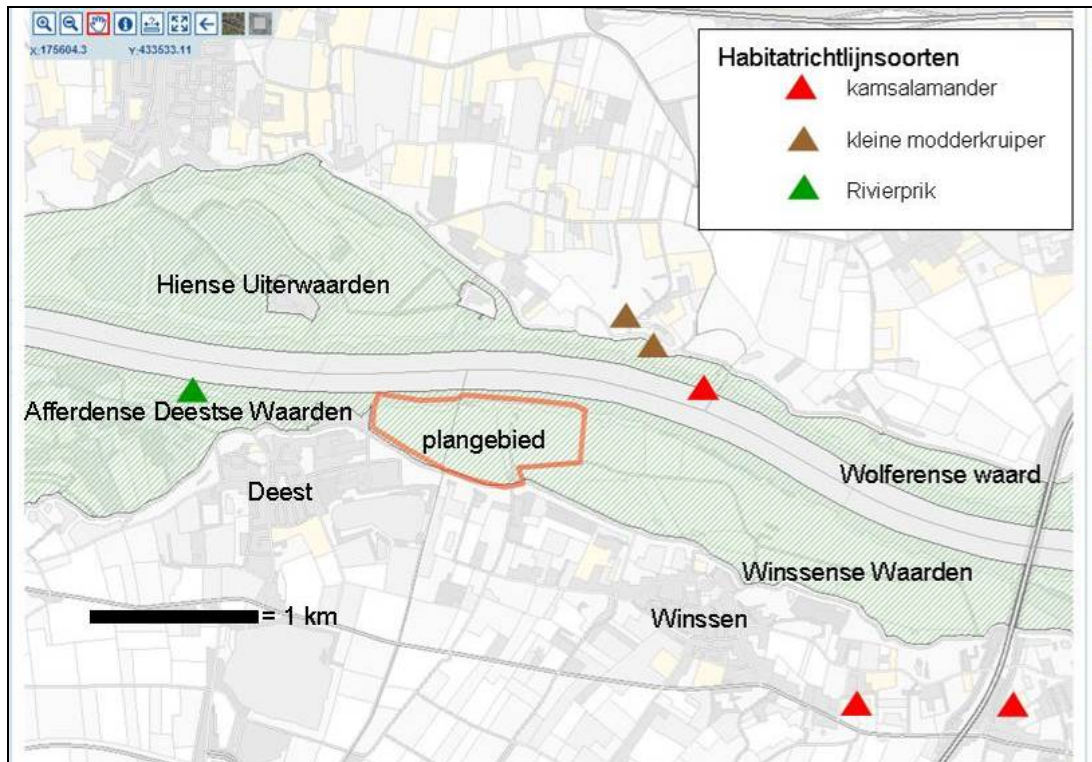 X:175604.3 Y:433533.11
Habitatrichtlijnsoorten
kamsalamander
kleine modderkruiper
Rivierprik
Hiense Uiterwaarden
Afferdense Deestse Waarden
plangebied
Deest
Wolferense waard
Winssense Waarden
Winssen
= 1 km